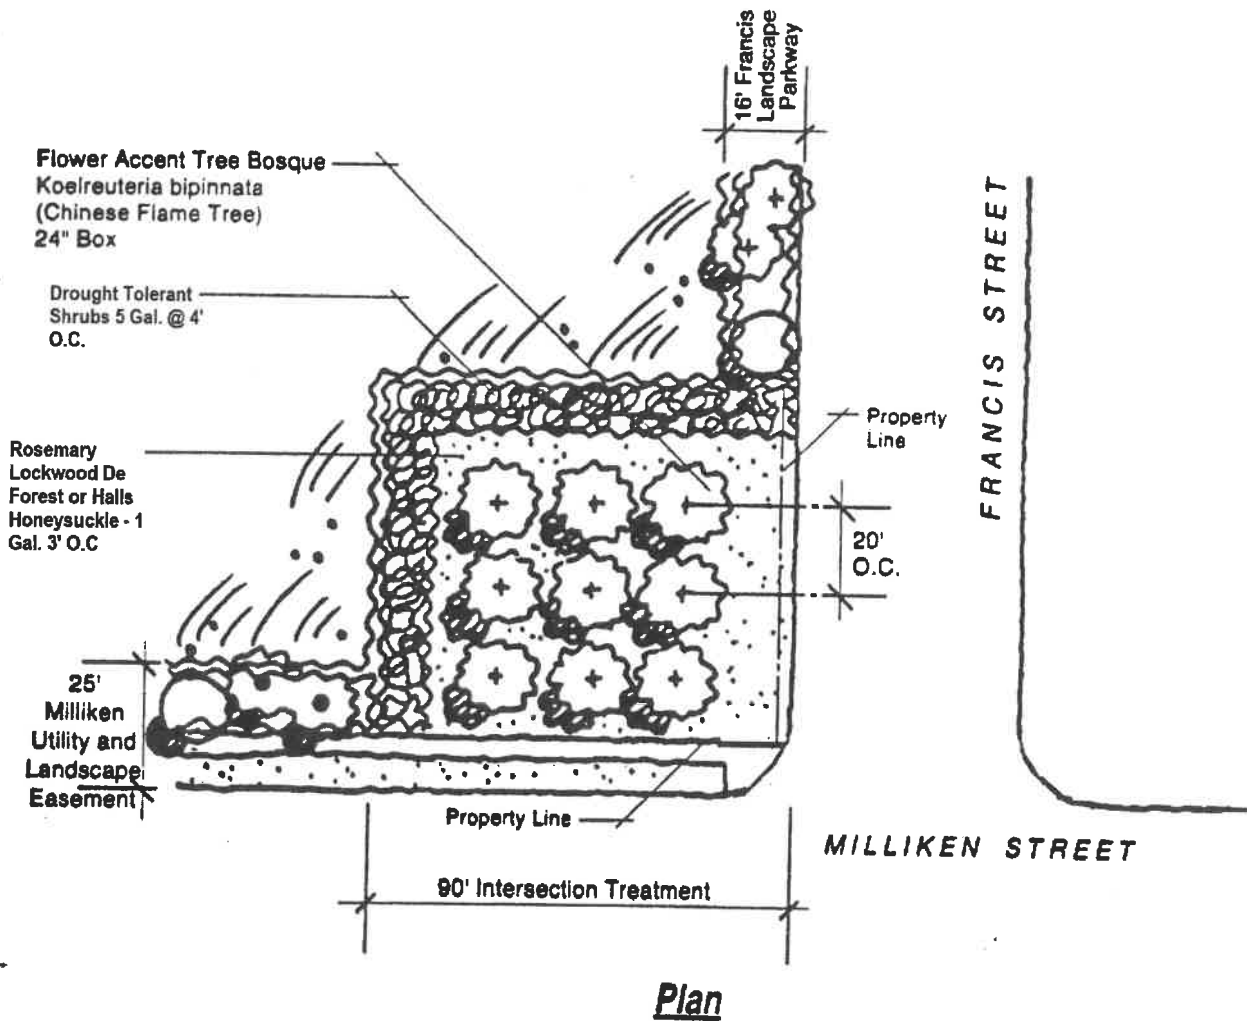 16' Francis
Landscape
Parkway
Flower Accent Tree Bosque
Koelreuteria bipinnata
(Chinese Flame Tree)
24" Box
Drought Tolerant
Shrubs 5 Gal. @ 4'
O.C.
Rosemary
Lockwood De
Forest or Halls
Honeysuckle - 1
Gal. 3' O.C
Property
Line
20'
O.C.
FRANCIS STREET
25'
Milliken
Utility and
Landscape
Easement
Property Line
MILLIKEN STREET
90' Intersection Treatment
Plan